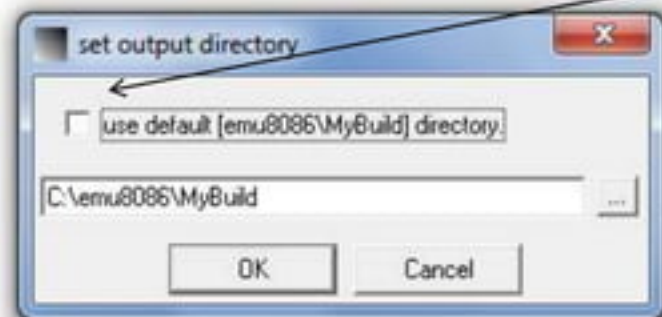 set output directory
use default [emu8086\MyBuild] directory.
C:\emu8086\MyBuild
...
OK
Cancel